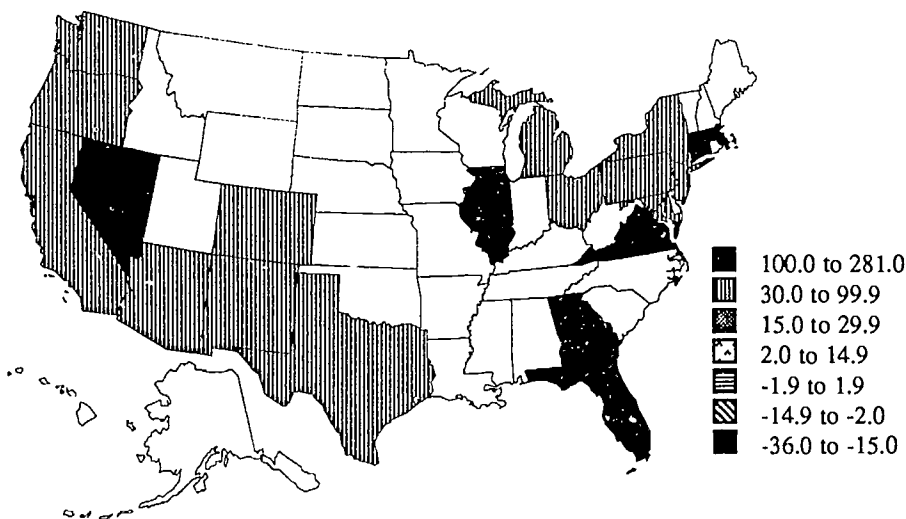 100.0 to 281.0
30.0 to 99.9
15.0 to 29.9
2.0 to 14.9
-1.9 to 1.9
-14.9 to -2.0
-36.0 to -15.0